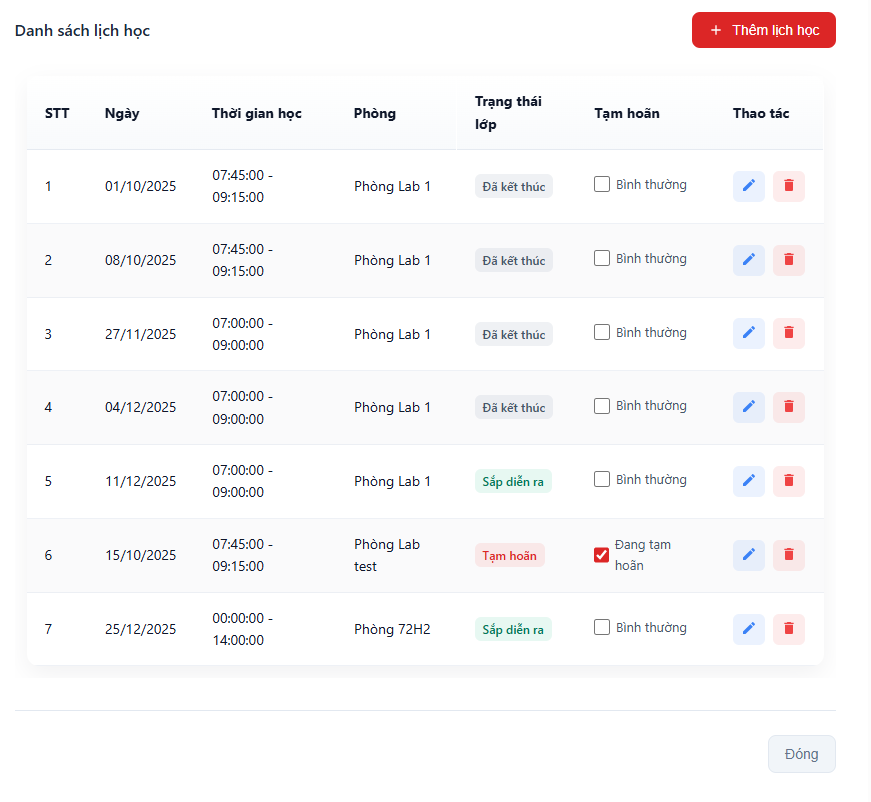 Danh sách lịch học
+ Thêm lịch học
STT Ngày Thời gian học Phòng Trạng thái lớp Tạm hoãn Thao tác
1 01/10/2025 07:45:00 - 09:15:00 Phòng Lab 1 Đã kết thúc Bình thường
2 08/10/2025 07:45:00 - 09:15:00 Phòng Lab 1 Đã kết thúc Bình thường
3 27/11/2025 07:00:00 - 09:00:00 Phòng Lab 1 Đã kết thúc Bình thường
4 04/12/2025 07:00:00 - 09:00:00 Phòng Lab 1 Đã kết thúc Bình thường
5 11/12/2025 07:00:00 - 09:00:00 Phòng Lab 1 Sắp diễn ra Bình thường
6 15/10/2025 07:45:00 - 09:15:00 Phòng Lab test Tạm hoãn Đang tạm hoãn
7 25/12/2025 00:00:00 - 14:00:00 Phòng 72H2 Sắp diễn ra Bình thường
Đóng